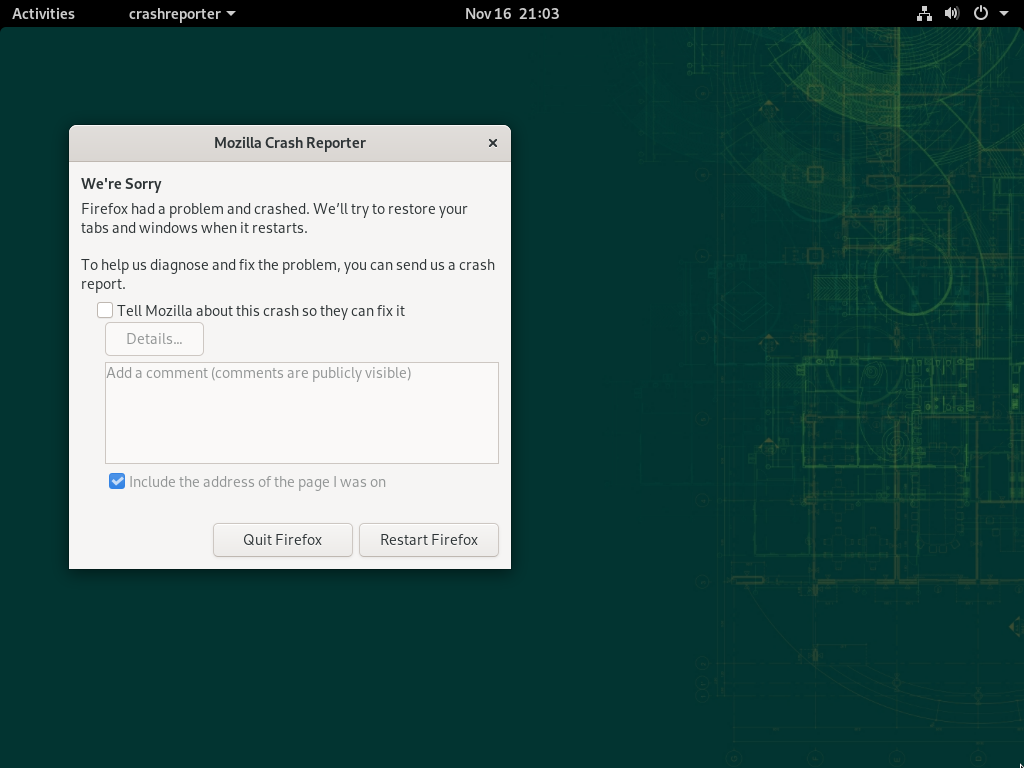 Activities crashreporter Nov 16 21:03
Mozilla Crash Reporter
We're Sorry
Firefox had a problem and crashed. We’ll try to restore your
tabs and windows when it restarts.
To help us diagnose and fix the problem, you can send us a crash
report.
Tell Mozilla about this crash so they can fix it
Details...
Add a comment (comments are publicly visible)
Include the address of the page I was on
Quit Firefox Restart Firefox